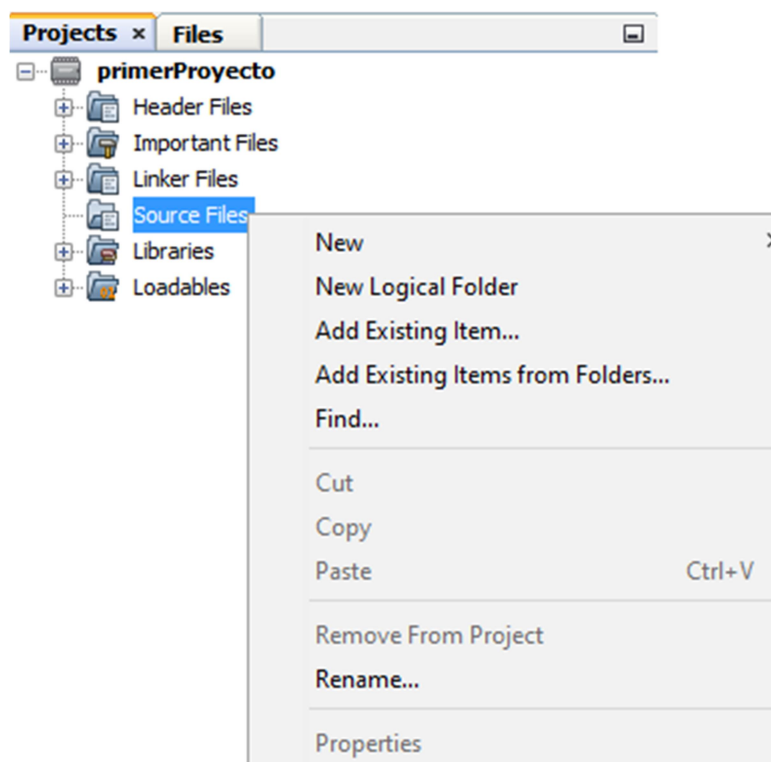 Projects × Files
primerProyecto
Header Files
Important Files
Linker Files
Source Files
Libraries
Loadables
New
New Logical Folder
Add Existing Item...
Add Existing Items from Folders...
Find...
Cut
Copy
Paste Ctrl+V
Remove From Project
Rename...
Properties